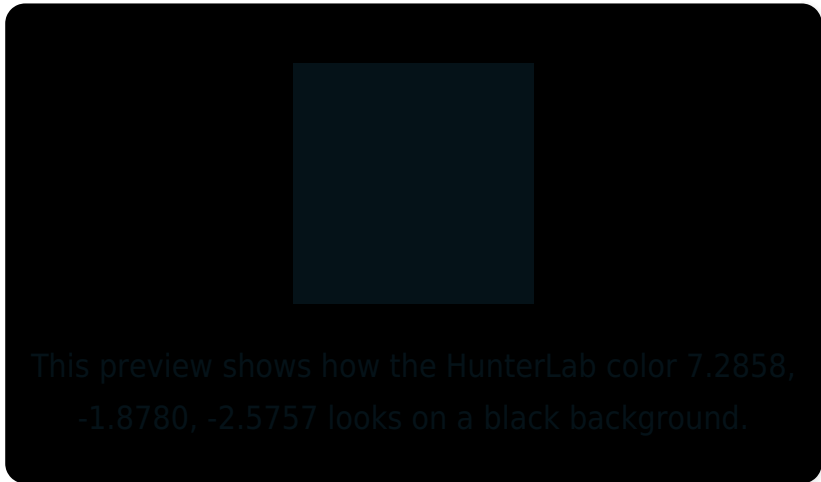 This preview shows how the HunterLab color 7.2858,
-1.8780, -2.5757 looks on a black background.